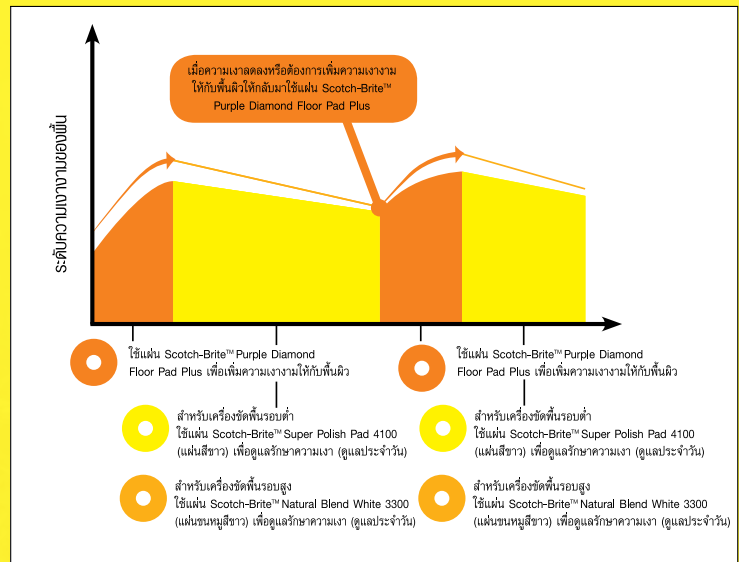 เมื่อความเงาลดลงหรือต้องการเพิ่มความเงางาม
ให้กับพื้นผิวให้กลับมาใช้แผ่น Scotch-Brite™
Purple Diamond Floor Pad Plus
ระดับความเงางามของพื้น
ใช้แผ่น Scotch-Brite™ Purple Diamond
Floor Pad Plus เพื่อเพิ่มความเงางามให้กับพื้นผิว
สำหรับเครื่องขัดพื้นรอบต่ำ
ใช้แผ่น Scotch-Brite™ Super Polish Pad 4100
(แผ่นสีขาว) เพื่อดูแลรักษาความเงา (ดูแลประจำวัน)
สำหรับเครื่องขัดพื้นรอบสูง
ใช้แผ่น Scotch-Brite™ Natural Blend White 3300
(แผ่นขนหมูสีขาว) เพื่อดูแลรักษาความเงา (ดูแลประจำวัน)
ใช้แผ่น Scotch-Brite™ Purple Diamond
Floor Pad Plus เพื่อเพิ่มความเงางามให้กับพื้นผิว
สำหรับเครื่องขัดพื้นรอบต่ำ
ใช้แผ่น Scotch-Brite™ Super Polish Pad 4100
(แผ่นสีขาว) เพื่อดูแลรักษาความเงา (ดูแลประจำวัน)
สำหรับเครื่องขัดพื้นรอบสูง
ใช้แผ่น Scotch-Brite™ Natural Blend White 3300
(แผ่นขนหมูสีขาว) เพื่อดูแลรักษาความเงา (ดูแลประจำวัน)